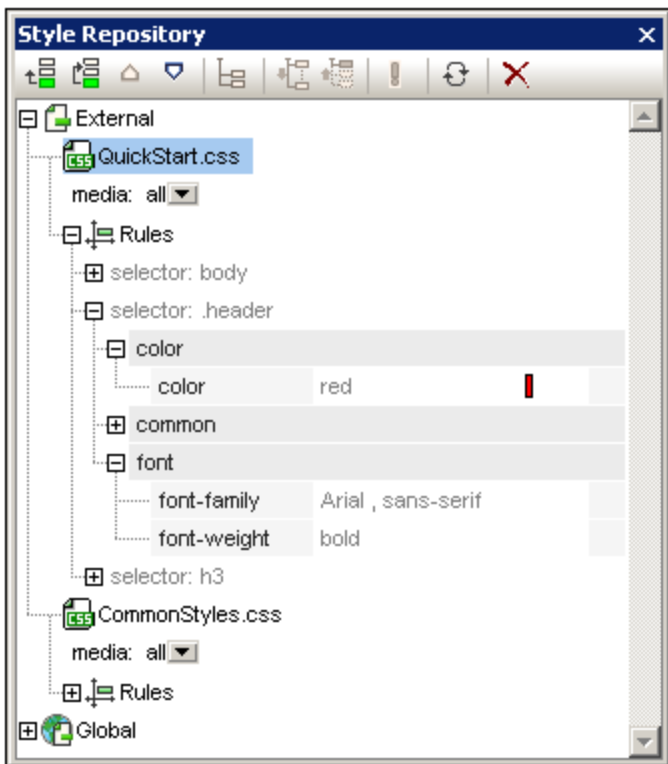 Style Repository
External
QuickStart.css
media: all
Rules
selector: body
selector: .header
color
color red
common
font
font-family Arial , sans-serif
font-weight bold
selector: h3
CommonStyles.css
media: all
Rules
Global